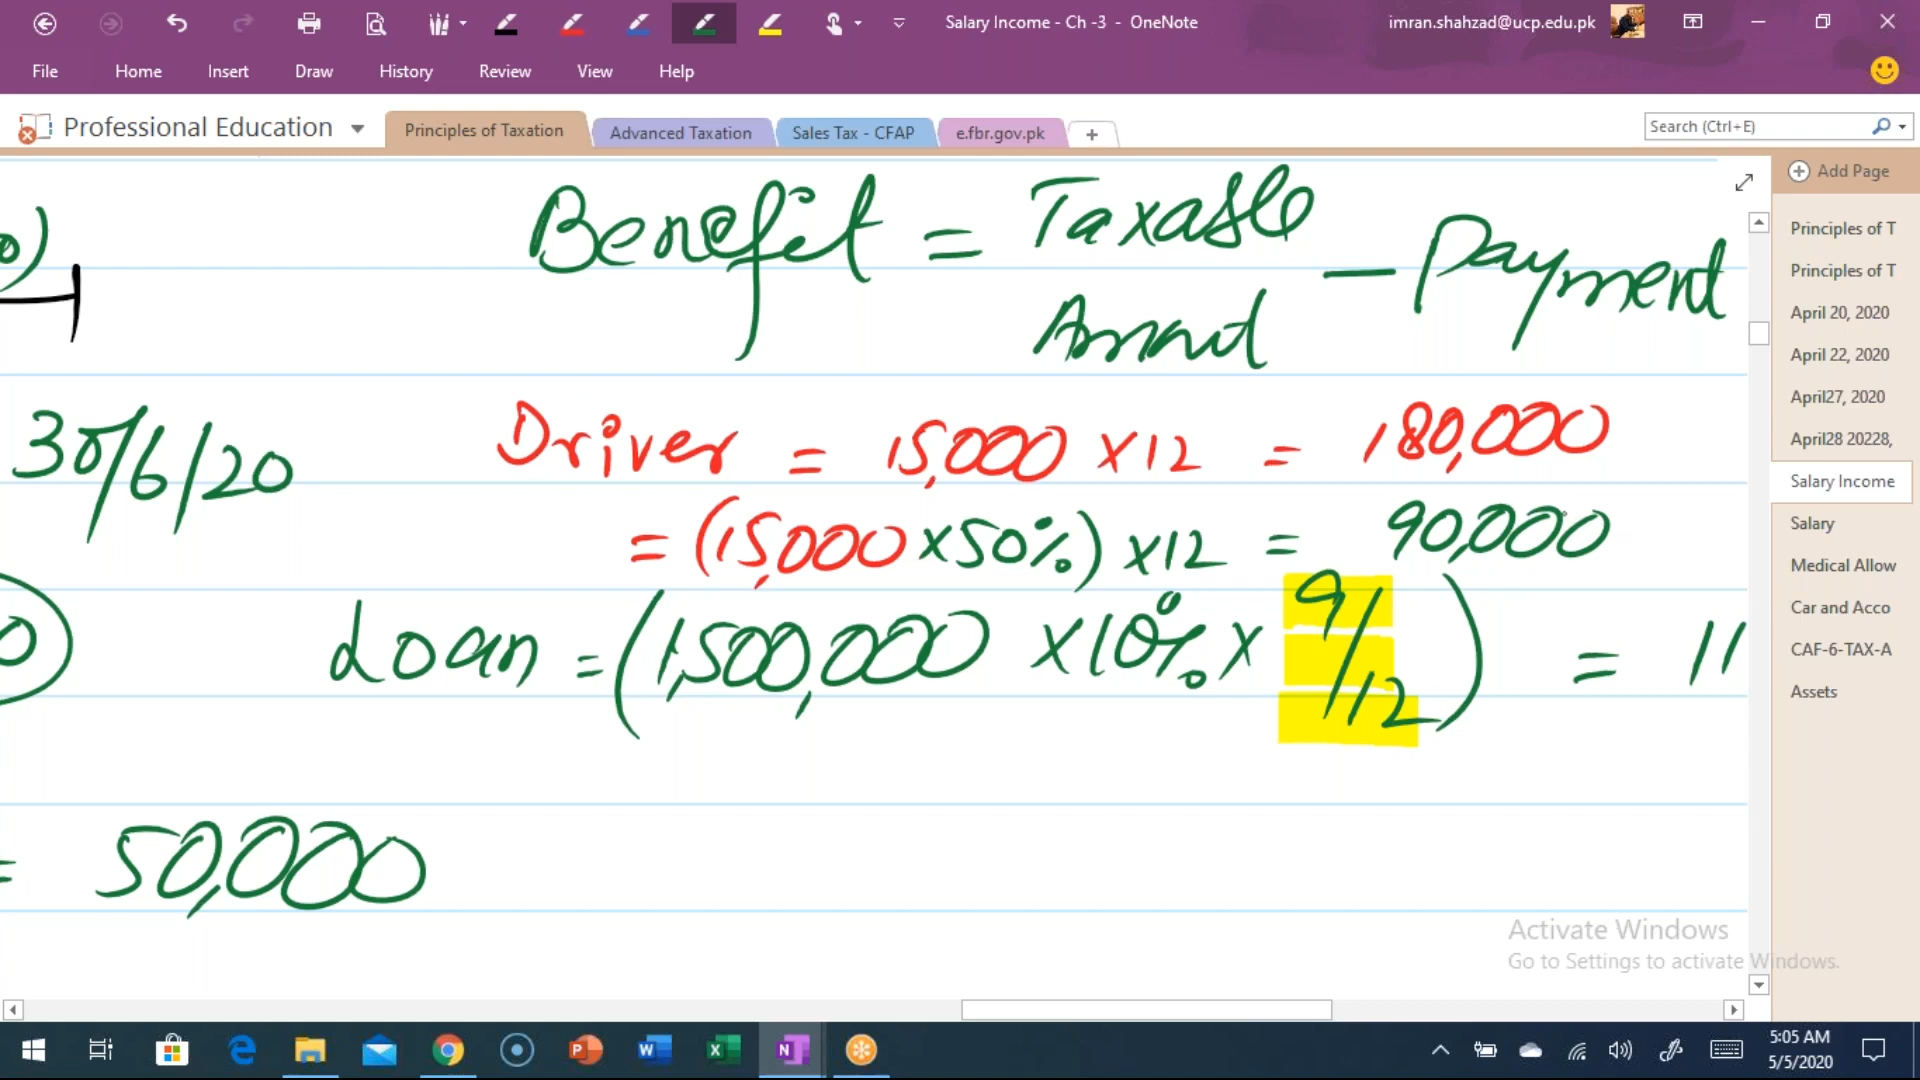 Salary Income - Ch -3 - OneNote
imran.shahzad@ucp.edu.pk
File Home Insert Draw History Review View Help
Professional Education
Principles of Taxation
Advanced Taxation
Sales Tax - CFAP
e.fbr.gov.pk
+
Search (Ctrl+E)
Add Page
Principles of T
Principles of T
April 20, 2020
April 22, 2020
April27, 2020
April28 20228,
Salary Income
Salary
Medical Allow
Car and Acco
CAF-6-TAX-A
Assets
Benefit = Taxable Amount - Payment
30/6/20
Driver = 15,000 x 12 = 180,000
= (15,000 x 50%) x 12 = 90,000
Loan = (1,500,000 x 10% x 9/12) = 11
= 50,000
Activate Windows
Go to Settings to activate Windows.
5:05 AM
5/5/2020